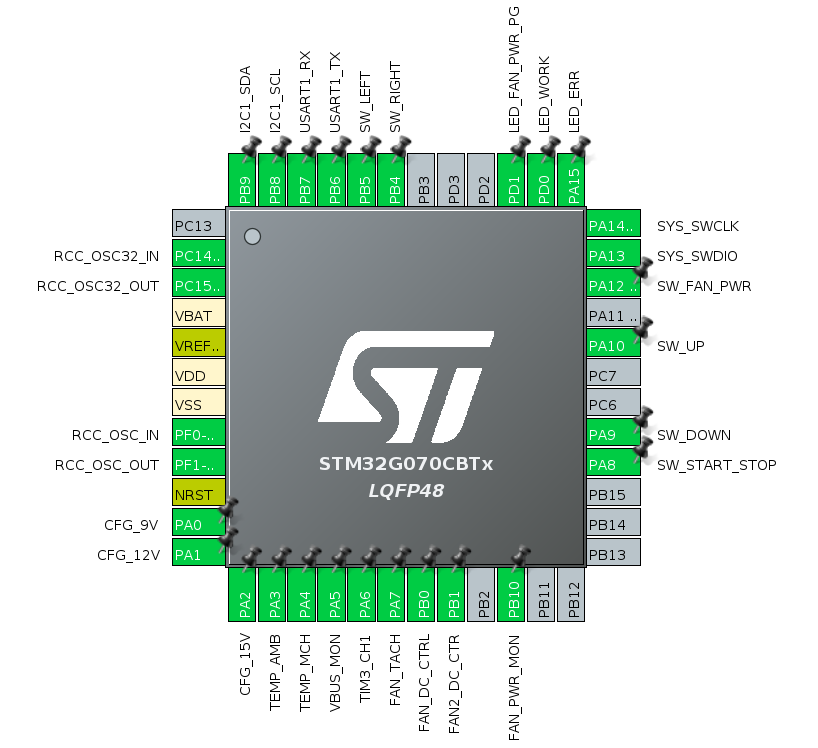 I2C1_SDA
I2C1_SCL
USART1_RX
USART1_TX
SW_LEFT
SW_RIGHT
LED_FAN_PWR_PG
LED_WORK
LED_ERR
PB9
PB8
PB7
PB6
PB5
PB4
PB3
PD3
PD2
PD1
PD0
PA15
PC13
RCC_OSC32_IN PC14..
RCC_OSC32_OUT PC15..
VBAT
VREF..
VDD
VSS
RCC_OSC_IN PF0-..
RCC_OSC_OUT PF1-..
NRST
CFG_9V PA0
CFG_12V PA1
ST
STM32G070CBTx
LQFP48
PA14.. SYS_SWCLK
PA13 SYS_SWDIO
PA12 .. SW_FAN_PWR
PA11 ..
PA10 SW_UP
PC7
PC6
PA9 SW_DOWN
PA8 SW_START_STOP
PB15
PB14
PB13
PA2
PA3
PA4
PA5
PA6
PA7
PB0
PB1
PB2
PB10
PB11
PB12
CFG_15V
TEMP_AMB
TEMP_MCH
VBUS_MON
TIM3_CH1
FAN_TACH
FAN_DC_CTRL
FAN2_DC_CTR
FAN_PWR_MON